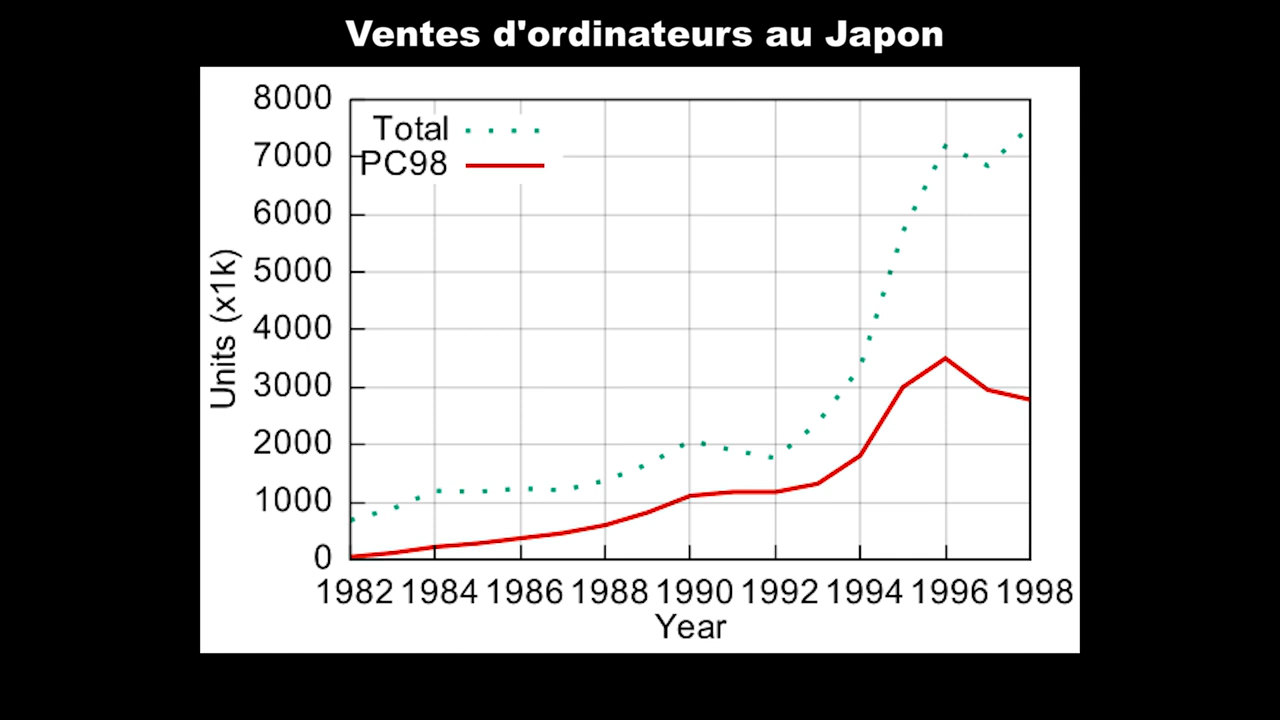 Ventes d'ordinateurs au Japon
8000
Total
7000
PC98
6000
5000
4000
3000
2000
1000
0
Units (x1k)
1982 1984 1986 1988 1990 1992 1994 1996 1998
Year